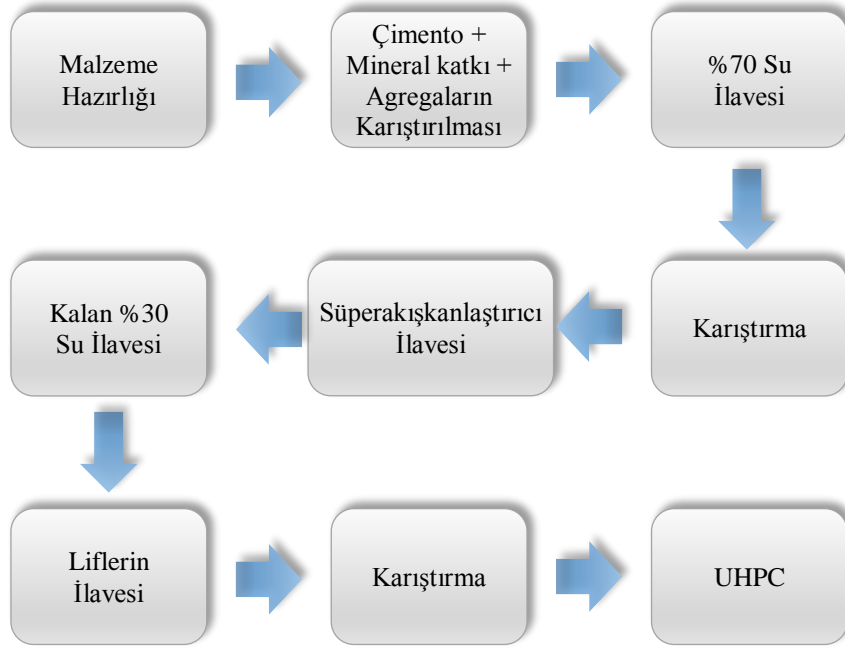 Malzeme
Hazırlığı
Çimento +
Mineral katkı +
Agregaların
Karıştırılması
%70 Su
İlavesi
Karıştırma
Süperakışkanlaştırıcı
İlavesi
Kalan %30
Su İlavesi
Liflerin
İlavesi
Karıştırma
UHPC